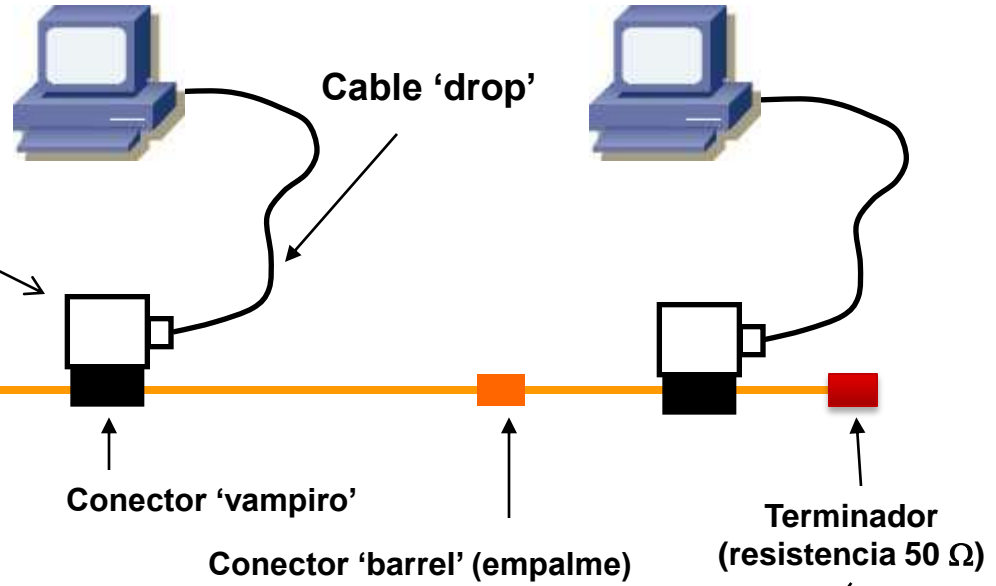 Cable ‘drop’
Conector ‘vampiro’
Conector ‘barrel’ (empalme)
Terminador
(resistencia 50 Ω)